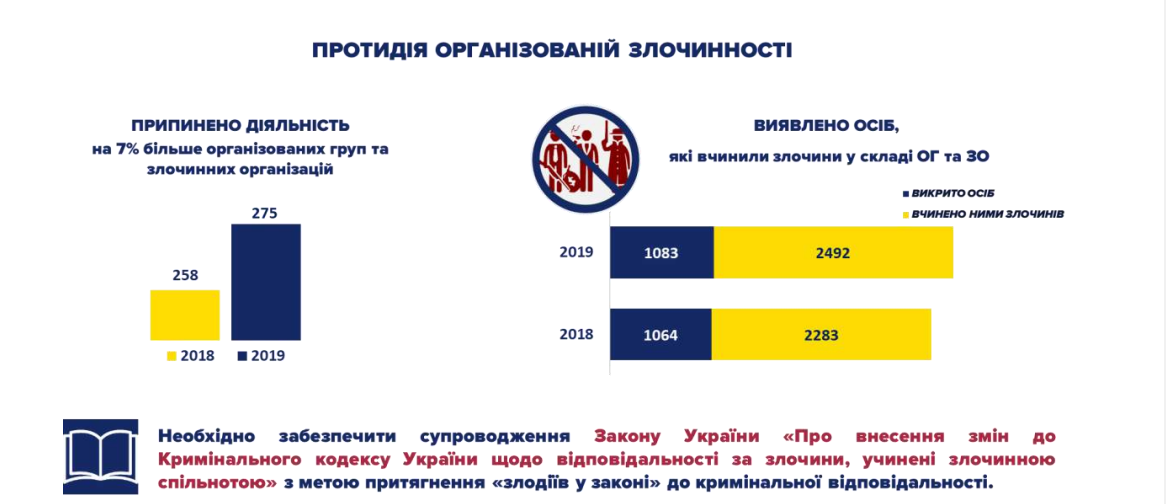 ПРОТИДІЯ ОРГАНІЗОВАНІЙ ЗЛОЧИННОСТІ
ПРИПИНЕНО ДІЯЛЬНІСТЬ
на 7% більше організованих груп та
злочинних організацій
258
275
2018
2019
ВИЯВЛЕНО ОСІБ,
які вчинили злочини у складі ОГ та ЗО
ВИКРИТО ОСІБ
ВЧИНЕНО НИМИ ЗЛОЧИНІВ
2019 1083 2492
2018 1064 2283
Необхідно забезпечити супроводження Закону України «Про внесення змін до
Кримінального кодексу України щодо відповідальності за злочини, учинені злочинною
спільнотою» з метою притягнення «злодіїв у законі» до кримінальної відповідальності.